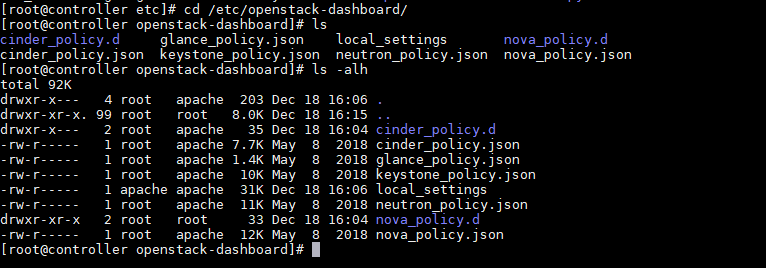 [root@controller etc]# cd /etc/openstack-dashboard/
[root@controller openstack-dashboard]# ls
cinder_policy.d    glance_policy.json   local_settings       nova_policy.d
cinder_policy.json keystone_policy.json neutron_policy.json  nova_policy.json
[root@controller openstack-dashboard]# ls -alh
total 92K
drwxr-x---   4 root   apache  203 Dec 18 16:06 .
drwxr-xr-x. 99 root   root   8.0K Dec 18 16:15 ..
drwxr-x---   2 root   apache   35 Dec 18 16:04 cinder_policy.d
-rw-r-----   1 root   apache 7.7K May  8  2018 cinder_policy.json
-rw-r-----   1 root   apache 1.4K May  8  2018 glance_policy.json
-rw-r-----   1 root   apache  10K May  8  2018 keystone_policy.json
-rw-r-----   1 apache apache  31K Dec 18 16:06 local_settings
-rw-r-----   1 root   apache  11K May  8  2018 neutron_policy.json
drwxr-xr-x   2 root   root     33 Dec 18 16:04 nova_policy.d
-rw-r-----   1 root   apache  12K May  8  2018 nova_policy.json
[root@controller openstack-dashboard]#